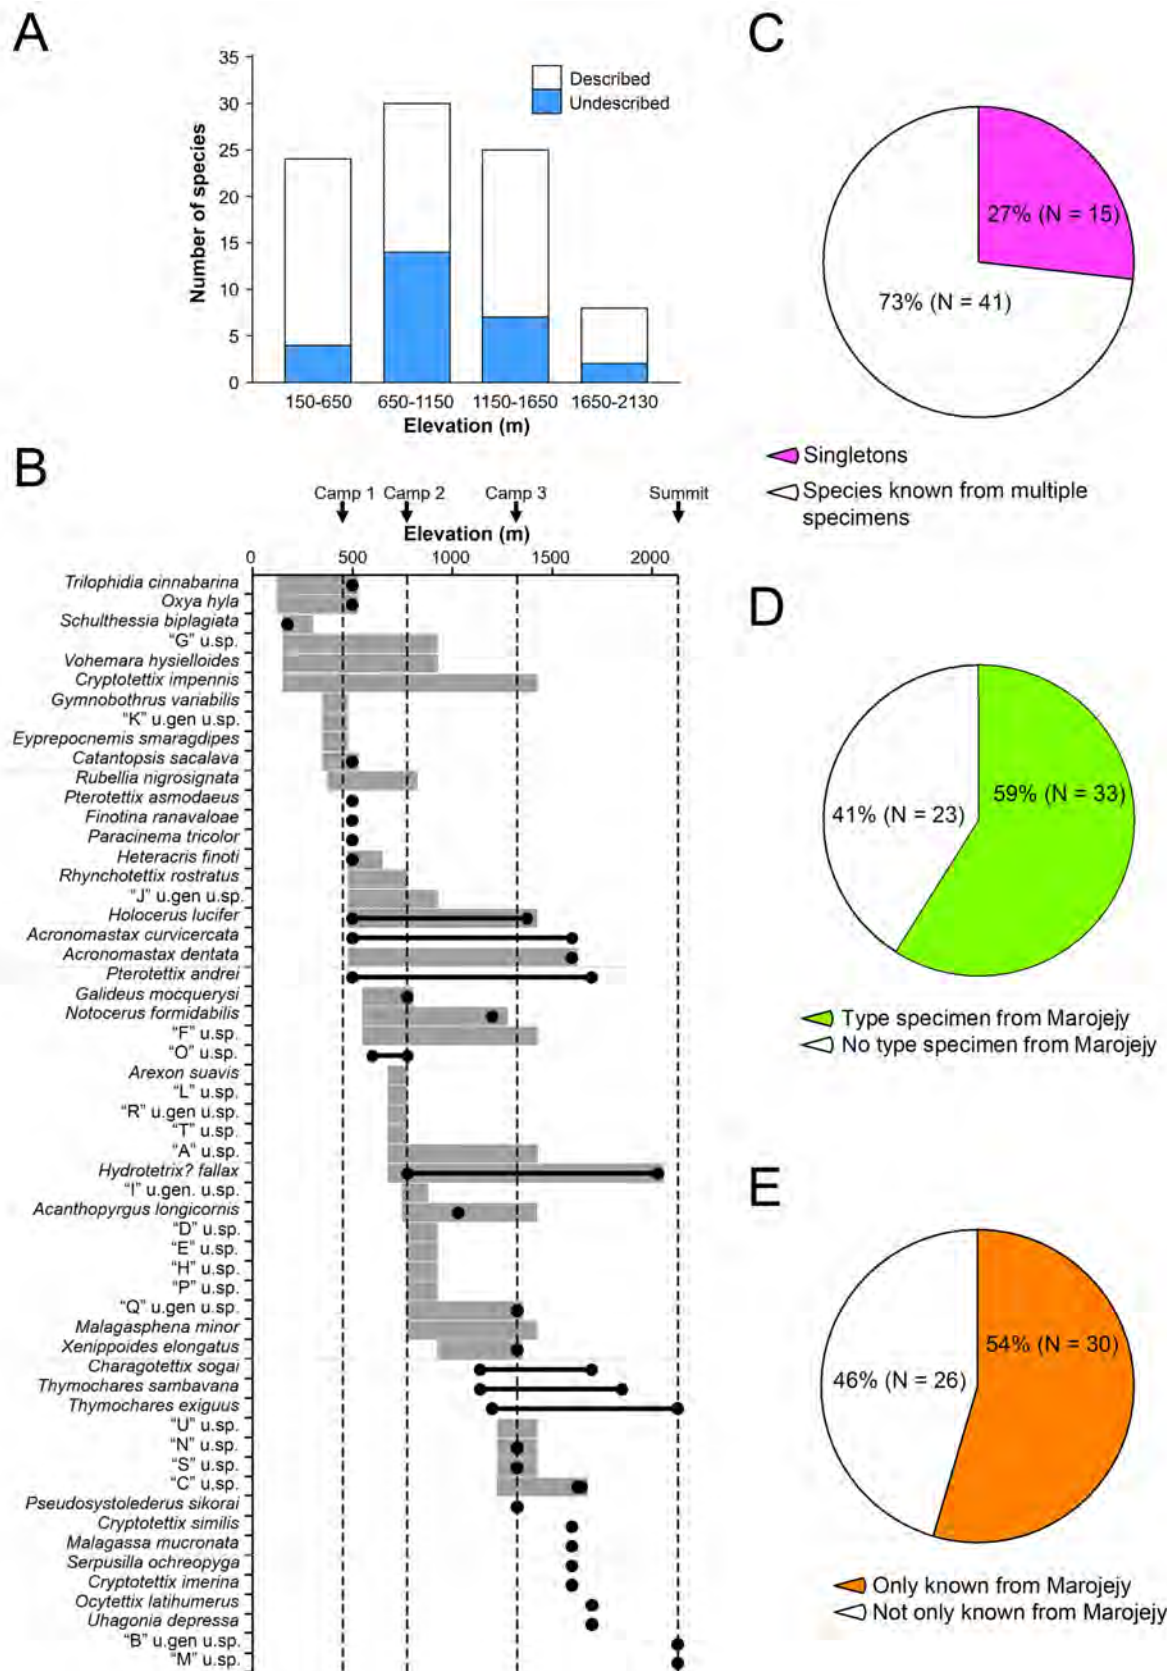 A
35
30
25
20
15
10
5
0
Number of species
Described
Undescribed
150-650 650-1150 1150-1650 1650-2130
Elevation (m)
B
Camp 1 Camp 2 Camp 3 Summit
Elevation (m)
0 500 1000 1500 2000
Trilophidia cinnabarina
Oxya hyla
Schulthessia biplagiata
“G” u.sp.
Vohemara hysielloides
Cryptotettix impennis
Gymnobothrus variabilis
“K” u.gen u.sp.
Eyprepocnemis smaragdipes
Catantopsis sacalava
Rubellia nigrosignata
Pterotettix asmodaeus
Finotina ranavaloae
Paracinema tricolor
Heteracris finoti
Rhynchotettix rostratus
“J” u.gen u.sp.
Holocerus lucifer
Acronomastax curvicercata
Acronomastax dentata
Pterotettix andrei
Galideus mocquerysi
Notocerus formidabilis
“F” u.sp.
“O” u.sp.
Arexon suavis
“L” u.sp.
“R” u.gen u.sp.
“T” u.sp.
“A” u.sp.
Hydrotetrix? fallax
“I” u.gen. u.sp.
Acanthopyrgus longicornis
“D” u.sp.
“E” u.sp.
“H” u.sp.
“P” u.sp.
“Q” u.gen u.sp.
Malagasphena minor
Xenippoides elongatus
Charagotettix sogai
Thymochares sambavana
Thymochares exiguus
“U” u.sp.
“N” u.sp.
“S” u.sp.
“C” u.sp.
Pseudosystolederus sikorai
Cryptotettix similis
Malagassa mucronata
Serpusilla ochreopyga
Cryptotettix imerina
Ocytettix latihumerus
Uhagonia depressa
“B” u.gen u.sp.
“M” u.sp.
C
27% (N = 15)
73% (N = 41)
Singletons
Species known from multiple
specimens
D
59% (N = 33)
41% (N = 23)
Type specimen from Marojejy
No type specimen from Marojejy
E
54% (N = 30)
46% (N = 26)
Only known from Marojejy
Not only known from Marojejy